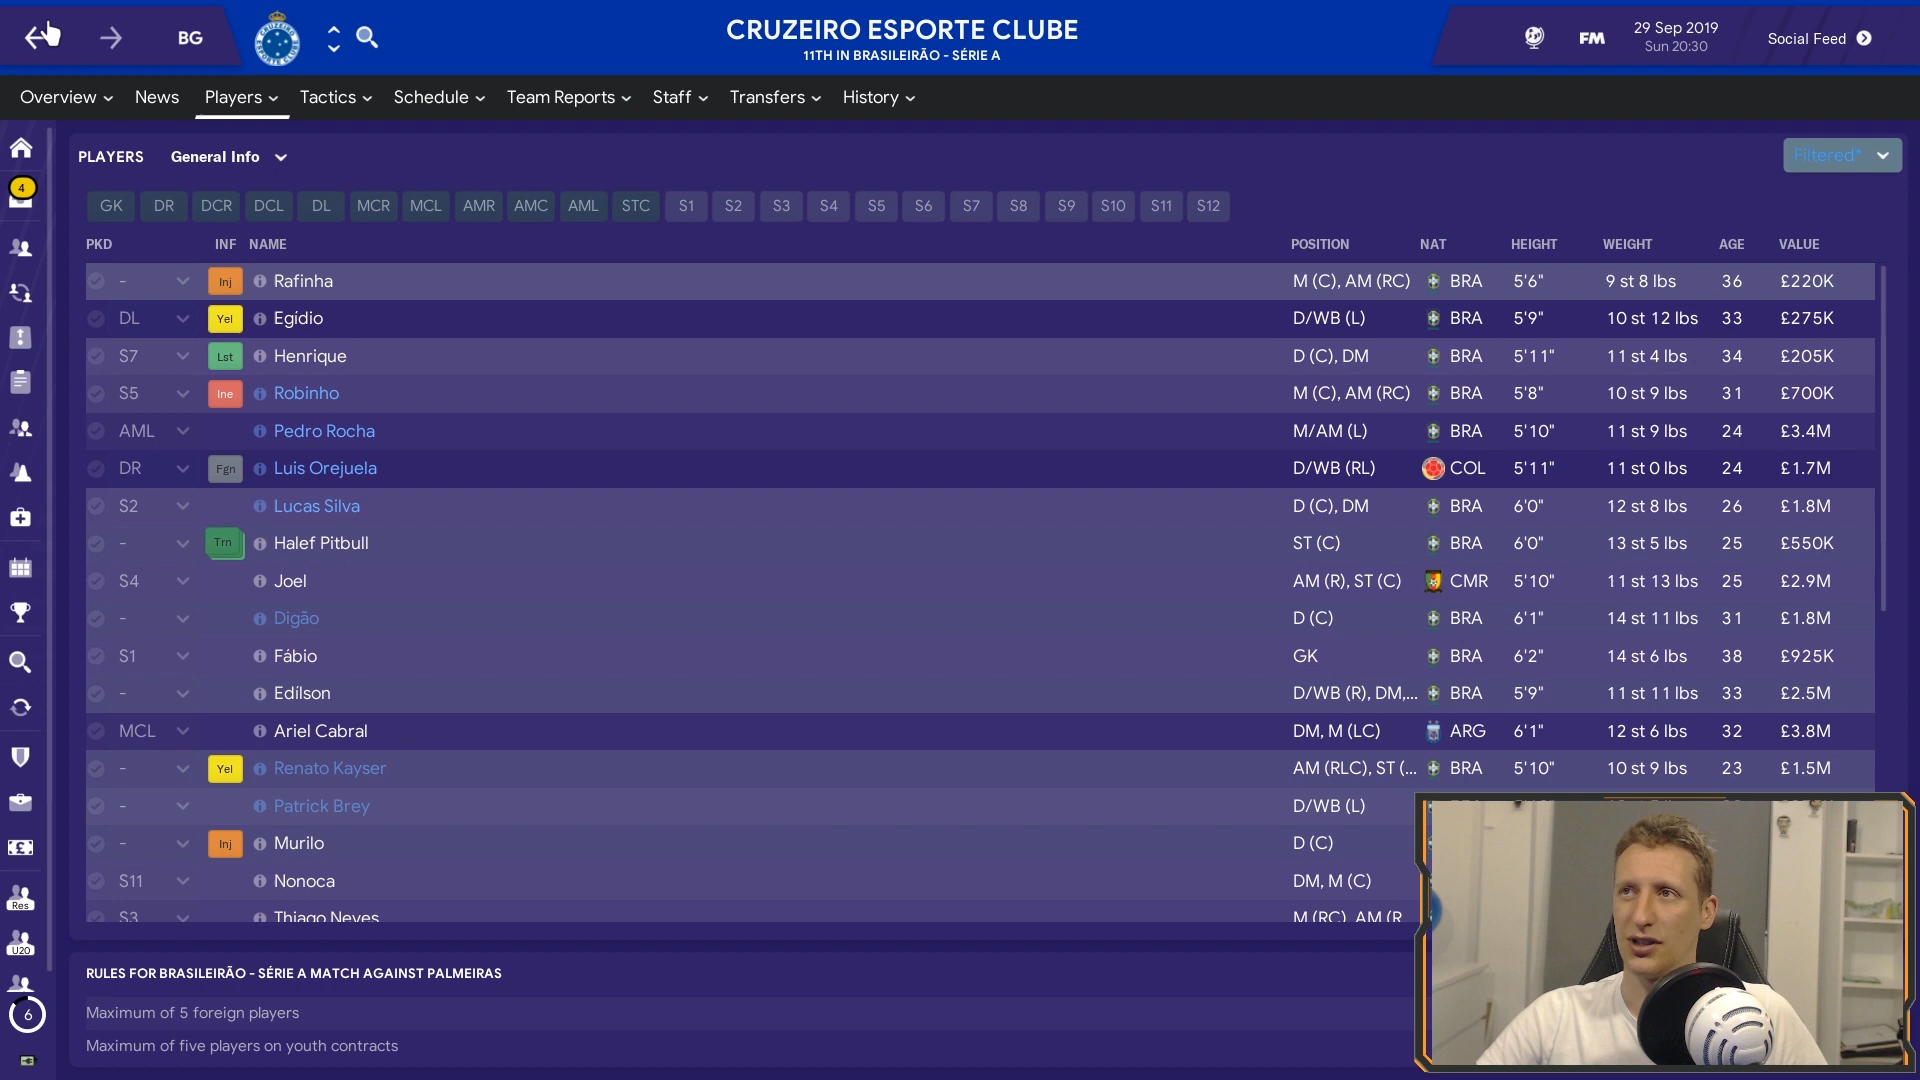 BG
CRUZEIRO ESPORTE CLUBE
11TH IN BRASILEIRÃO - SÉRIE A
FM
29 Sep 2019
Sun 20:30
Social Feed
Overview News Players Tactics Schedule Team Reports Staff Transfers History
4
PLAYERS General Info Filtered*
GK DR DCR DCL DL MCR MCL AMR AMC AML STC S1 S2 S3 S4 S5 S6 S7 S8 S9 S10 S11 S12
PKD INF NAME POSITION NAT HEIGHT WEIGHT AGE VALUE
- Inj Rafinha M (C), AM (RC) BRA 5'6" 9 st 8 lbs 36 £220K
DL Yel Egídio D/WB (L) BRA 5'9" 10 st 12 lbs 33 £275K
S7 Lst Henrique D (C), DM BRA 5'11" 11 st 4 lbs 34 £205K
S5 Ine Robinho M (C), AM (RC) BRA 5'8" 10 st 9 lbs 31 £700K
AML Pedro Rocha M/AM (L) BRA 5'10" 11 st 9 lbs 24 £3.4M
DR Fgn Luis Orejuela D/WB (RL) COL 5'11" 11 st 0 lbs 24 £1.7M
S2 Lucas Silva D (C), DM BRA 6'0" 12 st 8 lbs 26 £1.8M
- Trn Halef Pitbull ST (C) BRA 6'0" 13 st 5 lbs 25 £550K
S4 Joel AM (R), ST (C) CMR 5'10" 11 st 13 lbs 25 £2.9M
- Digão D (C) BRA 6'1" 14 st 11 lbs 31 £1.8M
S1 Fábio GK BRA 6'2" 14 st 6 lbs 38 £925K
- Edílson D/WB (R), DM,... BRA 5'9" 11 st 11 lbs 33 £2.5M
MCL Ariel Cabral DM, M (LC) ARG 6'1" 12 st 6 lbs 32 £3.8M
- Yel Renato Kayser AM (RLC), ST (... BRA 5'10" 10 st 9 lbs 23 £1.5M
- Patrick Brey D/WB (L)
- Inj Murilo D (C)
S11 Nonoca DM, M (C)
S3 Thiago Neves M (RC), AM (R
Res
U20
6
RULES FOR BRASILEIRÃO - SÉRIE A MATCH AGAINST PALMEIRAS
Maximum of 5 foreign players
Maximum of five players on youth contracts